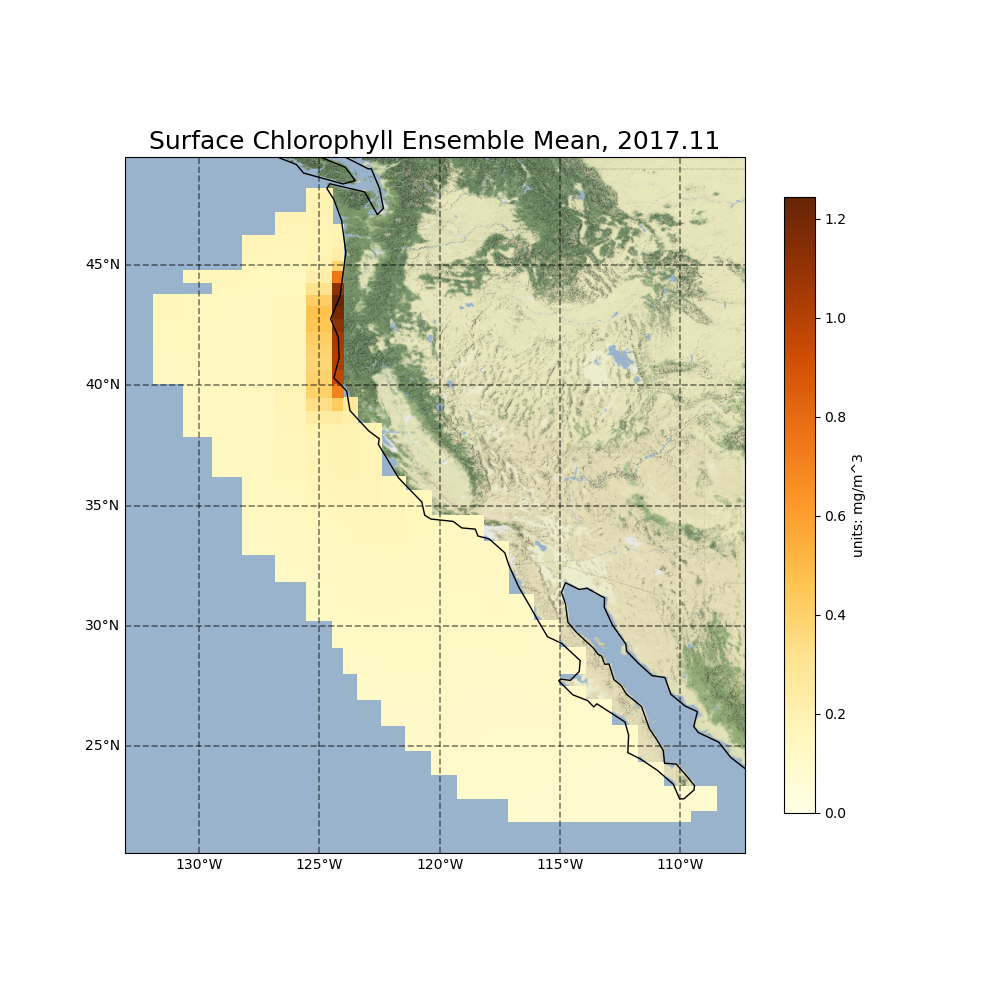 Surface Chlorophyll Ensemble Mean, 2017.11
45°N
40°N
35°N
30°N
25°N
130°W
125°W
120°W
115°W
110°W
1.2
1.0
0.8
0.6
0.4
0.2
0.0
units: mg/m^3